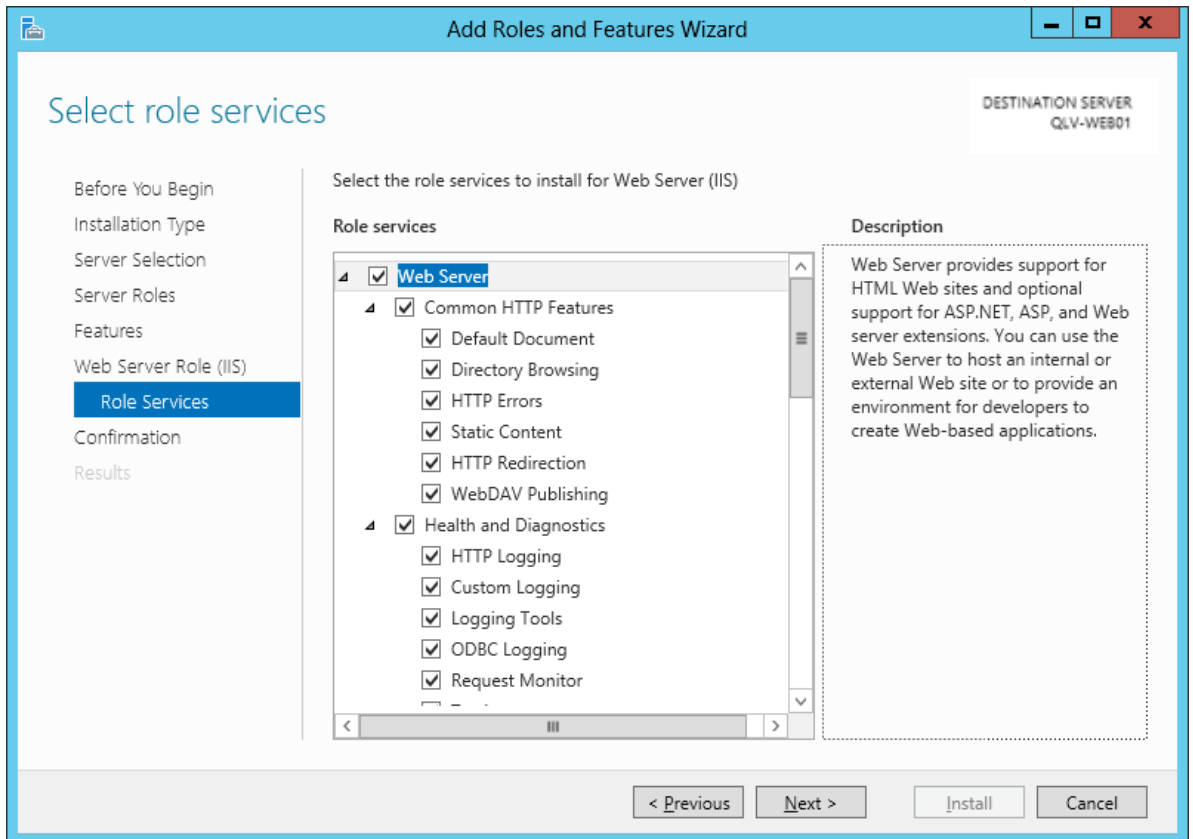 Add Roles and Features Wizard
Select role services
DESTINATION SERVER
QLV-WEB01
Before You Begin
Installation Type
Server Selection
Server Roles
Features
Web Server Role (IIS)
Role Services
Confirmation
Results
Select the role services to install for Web Server (IIS)
Role services
Web Server
Common HTTP Features
Default Document
Directory Browsing
HTTP Errors
Static Content
HTTP Redirection
WebDAV Publishing
Health and Diagnostics
HTTP Logging
Custom Logging
Logging Tools
ODBC Logging
Request Monitor
Description
Web Server provides support for
HTML Web sites and optional
support for ASP.NET, ASP, and Web
server extensions. You can use the
Web Server to host an internal or
external Web site or to provide an
environment for developers to
create Web-based applications.
< Previous
Next >
Install
Cancel